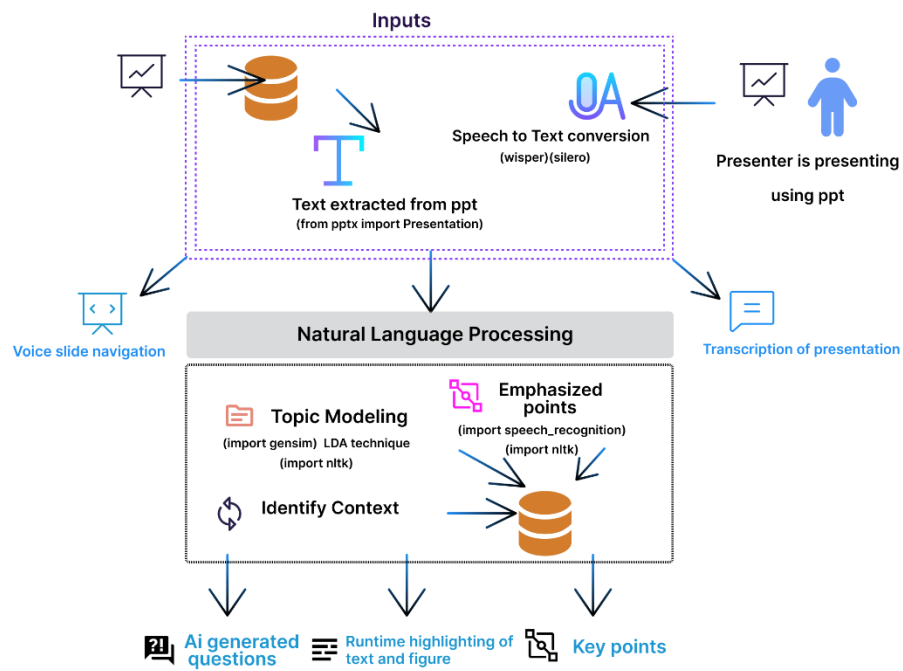 Inputs
Speech to Text conversion
(wisper)(silero)
Presenter is presenting
using ppt
Text extracted from ppt
(from pptx import Presentation)
Voice slide navigation
Natural Language Processing
Transcription of presentation
Topic Modeling
(import gensim) LDA technique
(import nltk)
Emphasized
points
(import speech_recognition)
(import nltk)
Identify Context
?!
Ai generated
questions
Runtime highlighting of
text and figure
Key points